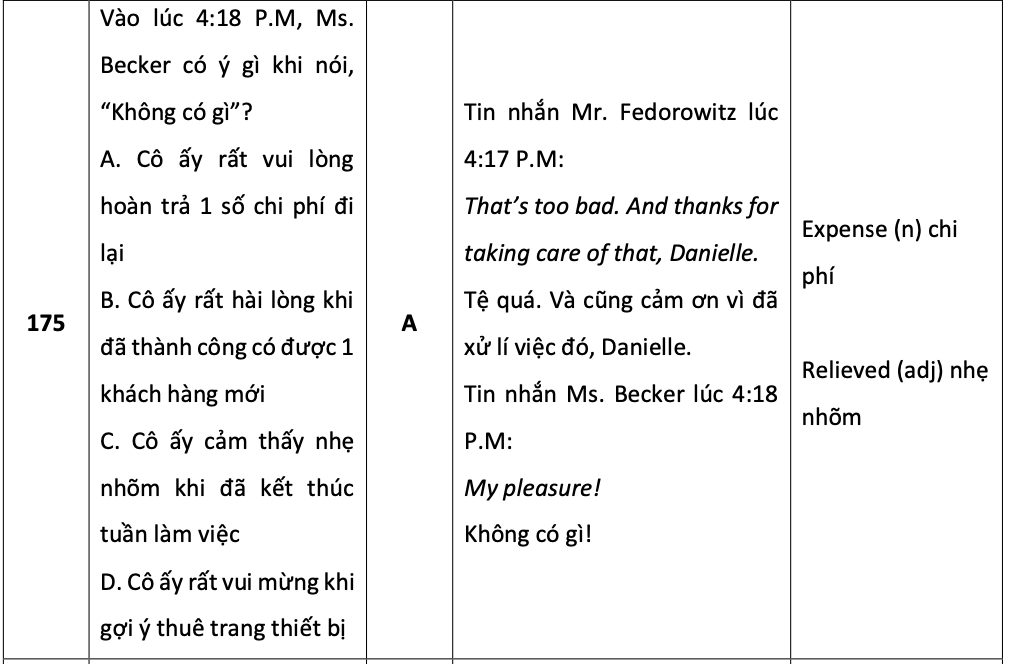 175
Vào lúc 4:18 P.M, Ms.
Becker có ý gì khi nói,
“Không có gì”?
A. Cô ấy rất vui lòng
hoàn trả 1 số chi phí đi
lại
B. Cô ấy rất hài lòng khi
đã thành công có được 1
khách hàng mới
C. Cô ấy cảm thấy nhẹ
nhõm khi đã kết thúc
tuần làm việc
D. Cô ấy rất vui mừng khi
gợi ý thuê trang thiết bị
A
Tin nhắn Mr. Fedorowitz lúc
4:17 P.M:
That’s too bad. And thanks for
taking care of that, Danielle.
Tệ quá. Và cũng cảm ơn vì đã
xử lí việc đó, Danielle.
Tin nhắn Ms. Becker lúc 4:18
P.M:
My pleasure!
Không có gì!
Expense (n) chi
phí
Relieved (adj) nhẹ
nhõm